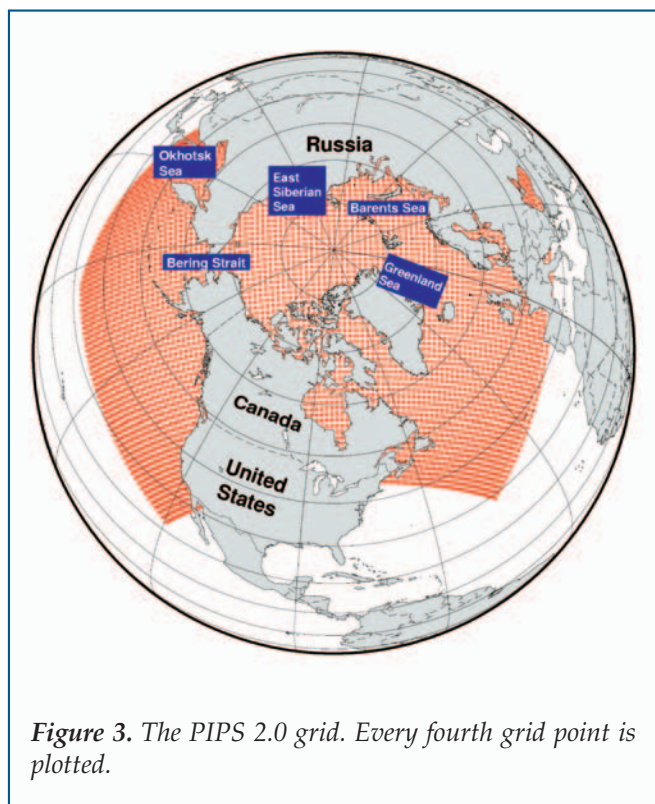 Russia
Okhotsk
Sea
East
Siberian
Sea
Barents Sea
Bering Strait
Greenland
Sea
Canada
United
States
Figure 3. The PIPS 2.0 grid. Every fourth grid point is
plotted.